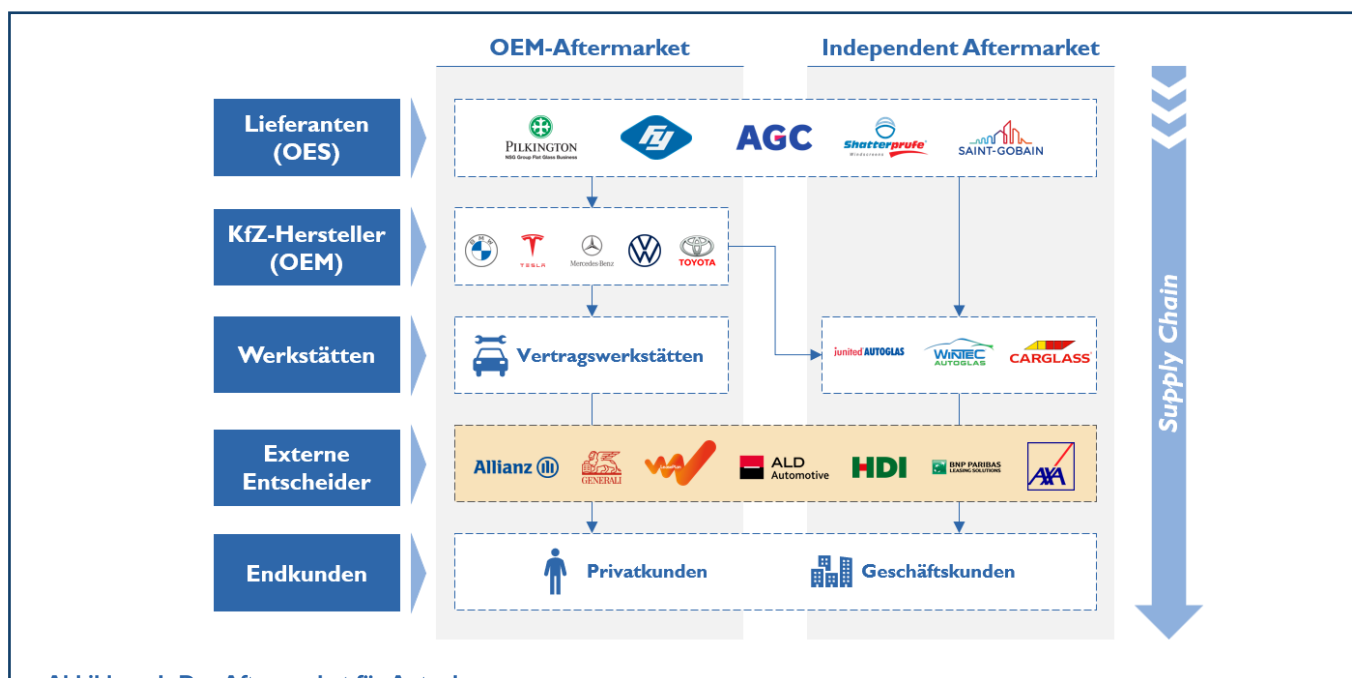 OEM-Aftermarket
Independent Aftermarket
Lieferanten
(OES)
PILKINGTON
NSG Group Flat Glass Business
AGC
Shatterprufe
Windscreens
SAINT-GOBAIN
KfZ-Hersteller
(OEM)
BMW
TESLA
Mercedes-Benz
TOYOTA
Werkstätten
Vertragswerkstätten
junited AUTOGLAS
WiNTEC
AUTOGLAS
CARGLASS
Externe
Entscheider
Allianz
GENERALI
ALD
Automotive
HDI
BNP PARIBAS
LEASING SOLUTIONS
AXA
Endkunden
Privatkunden
Geschäftskunden
Supply Chain